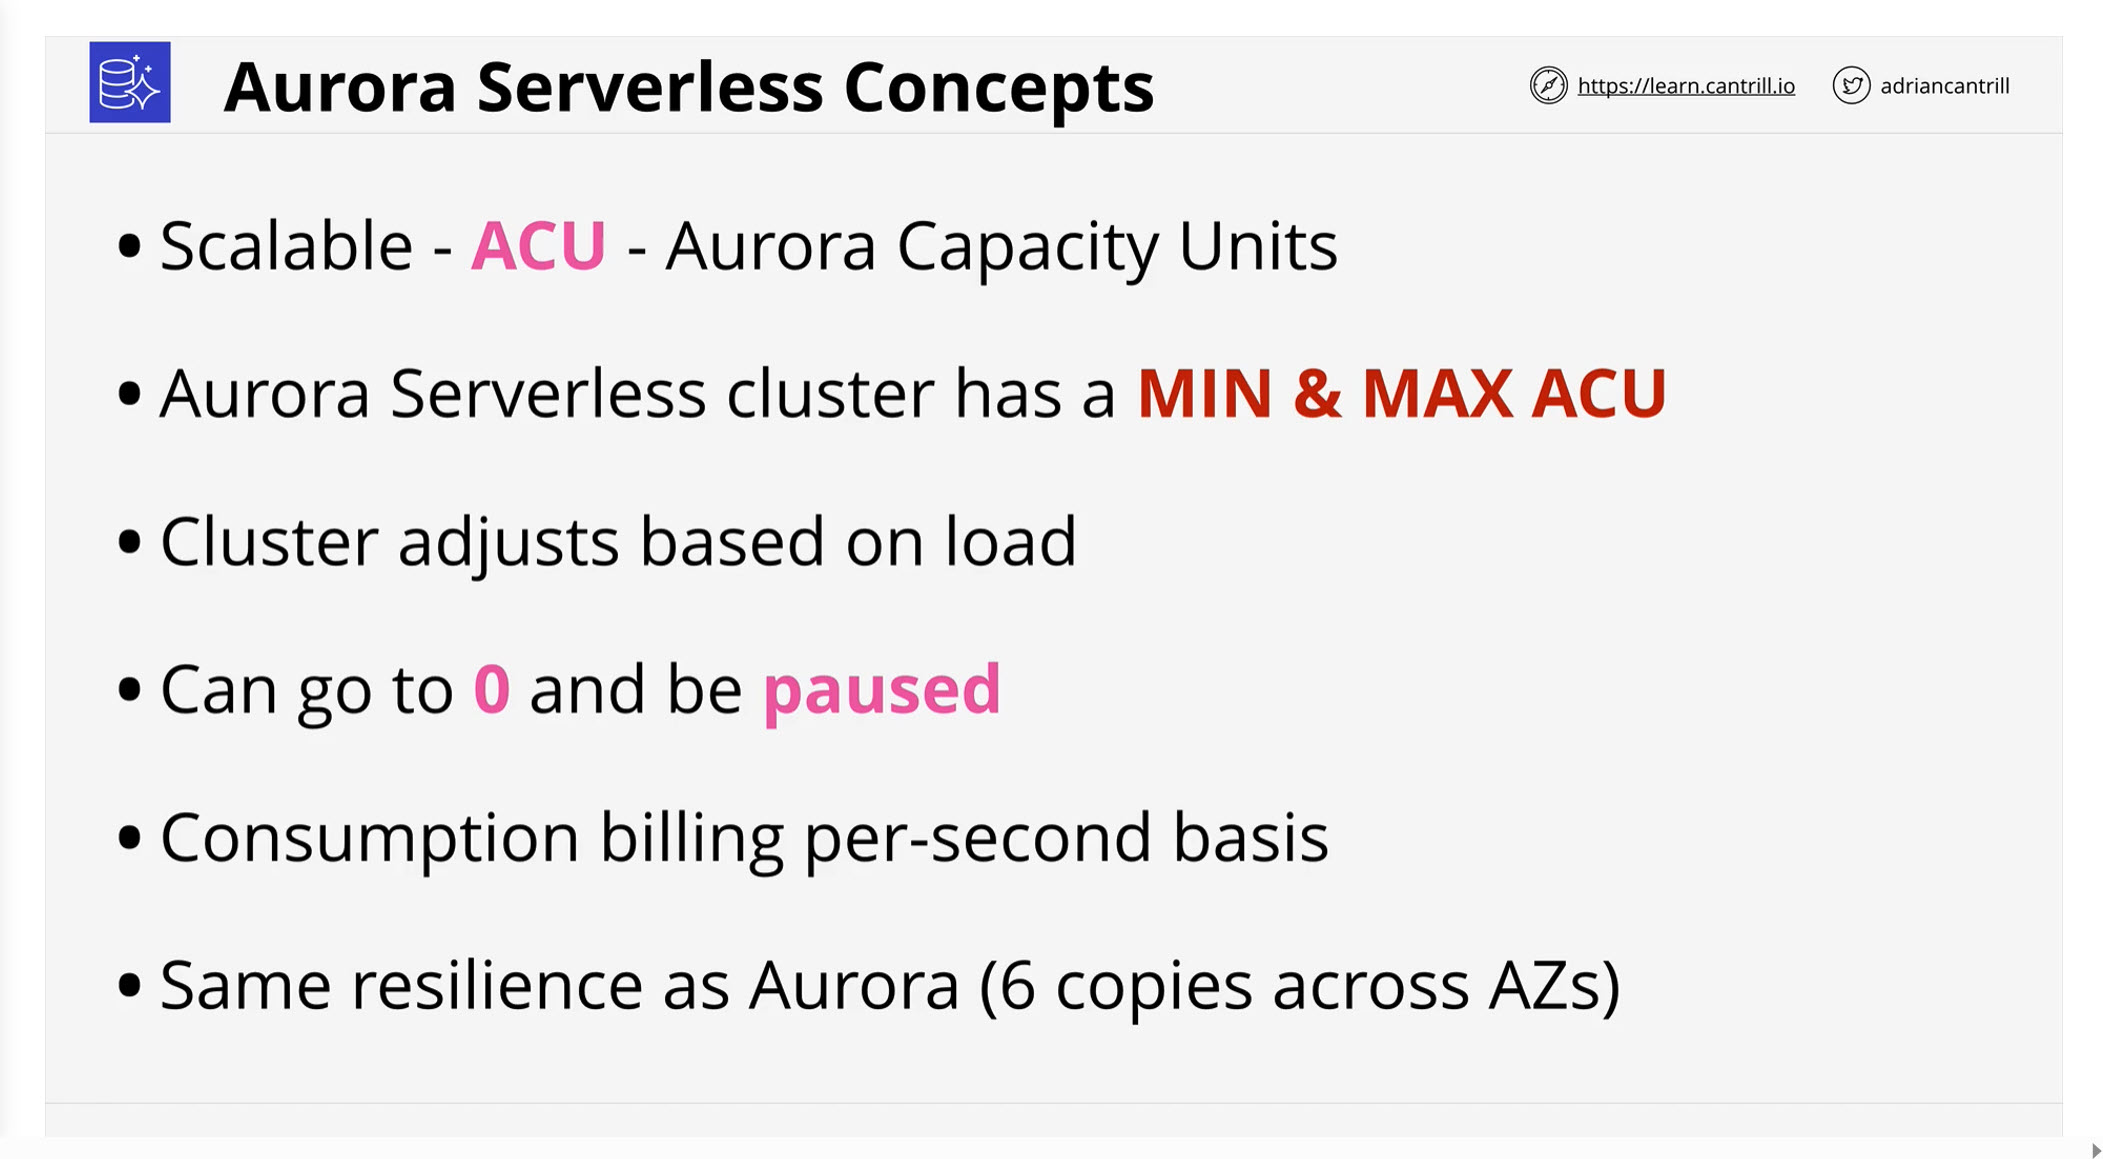 Aurora Serverless Concepts
https://learn.cantrill.io
adriancantrill
• Scalable - ACU - Aurora Capacity Units
• Aurora Serverless cluster has a MIN & MAX ACU
• Cluster adjusts based on load
• Can go to 0 and be paused
• Consumption billing per-second basis
• Same resilience as Aurora (6 copies across AZs)